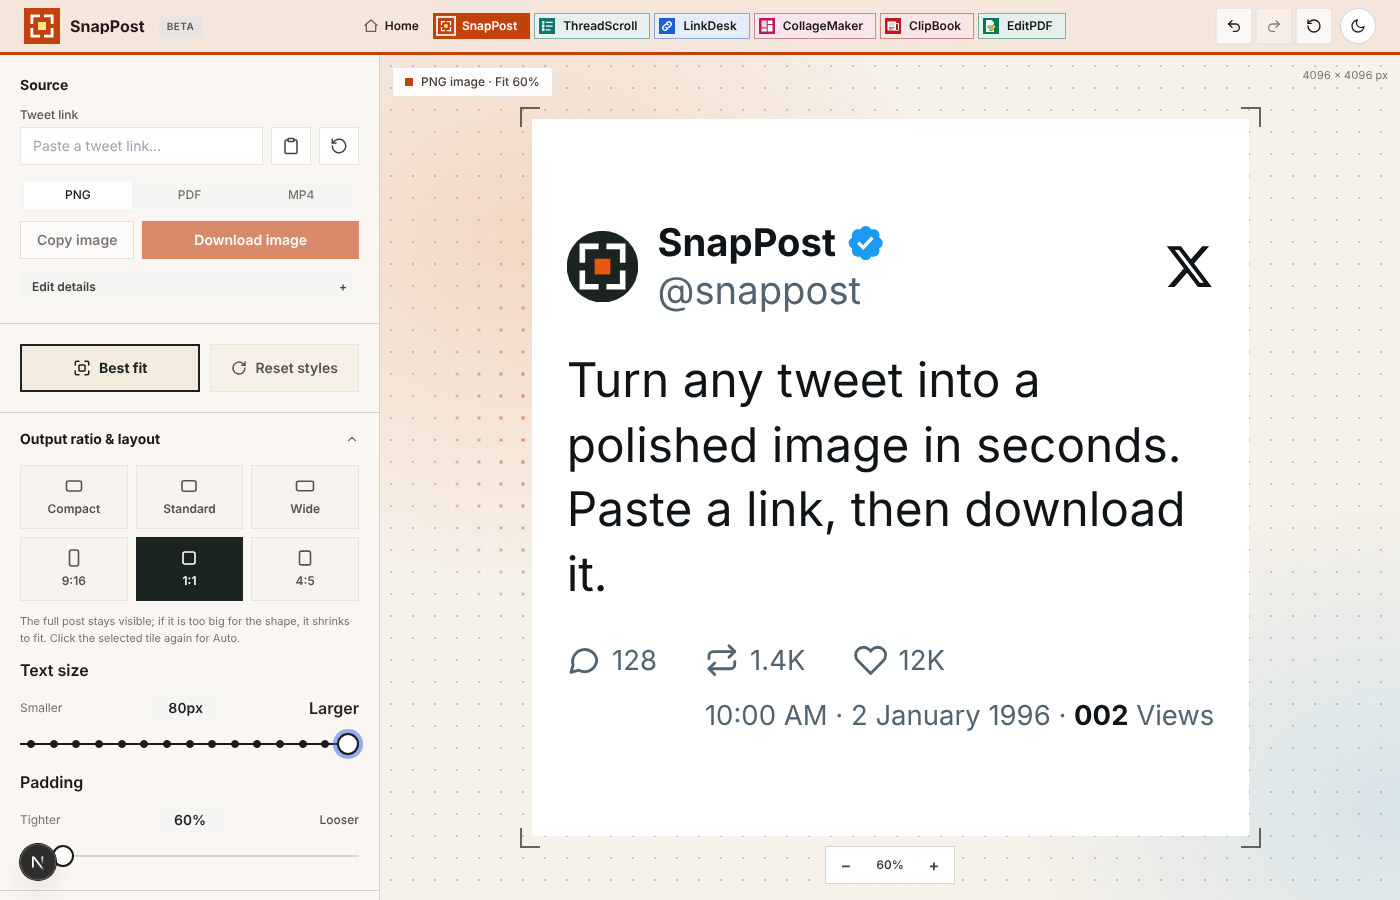 SnapPost
BETA
Home
SnapPost
ThreadScroll
LinkDesk
CollageMaker
ClipBook
EditPDF
Source
Tweet link
Paste a tweet link...
PNG
PDF
MP4
Copy image
Download image
Edit details
+
Best fit
Reset styles
Output ratio & layout
Compact
Standard
Wide
9:16
1:1
4:5
The full post stays visible; if it is too big for the shape, it shrinks
to fit. Click the selected tile again for Auto.
Text size
Smaller
80px
Larger
Padding
Tighter
60%
Looser
N
PNG image · Fit 60%
4096 × 4096 px
SnapPost
@snappost
Turn any tweet into a
polished image in seconds.
Paste a link, then download
it.
128
1.4K
12K
10:00 AM · 2 January 1996 · 002 Views
− 60% +